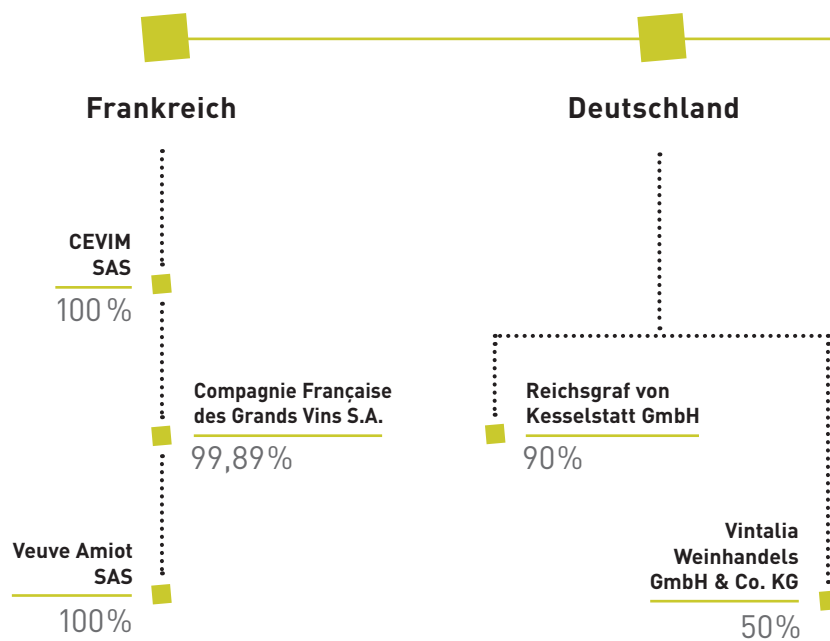 Frankreich
CEVIM
SAS
100 %
Compagnie Française
des Grands Vins S.A.
99,89%
Veuve Amiot
SAS
100%
Deutschland
Reichsgraf von
Kesselstatt GmbH
90%
Vintalia
Weinhandels
GmbH & Co. KG
50%